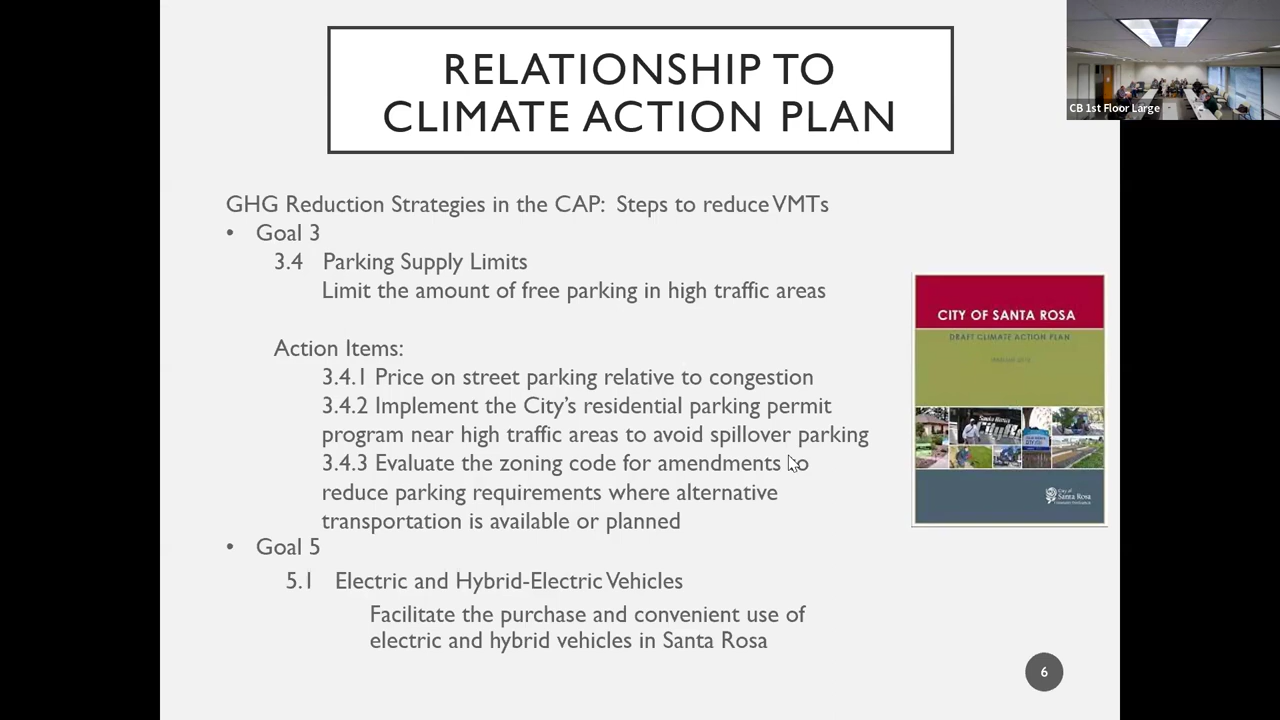 RELATIONSHIP TO
CLIMATE ACTION PLAN
CB 1st Floor Large
GHG Reduction Strategies in the CAP: Steps to reduce VMTs
• Goal 3
3.4 Parking Supply Limits
Limit the amount of free parking in high traffic areas
Action Items:
3.4.1 Price on street parking relative to congestion
3.4.2 Implement the City's residential parking permit
program near high traffic areas to avoid spillover parking
3.4.3 Evaluate the zoning code for amendments to
reduce parking requirements where alternative
transportation is available or planned
• Goal 5
5.1 Electric and Hybrid-Electric Vehicles
Facilitate the purchase and convenient use of
electric and hybrid vehicles in Santa Rosa
CITY OF SANTA ROSA
DRAFT CLIMATE ACTION PLAN
City of
Santa Rosa
6